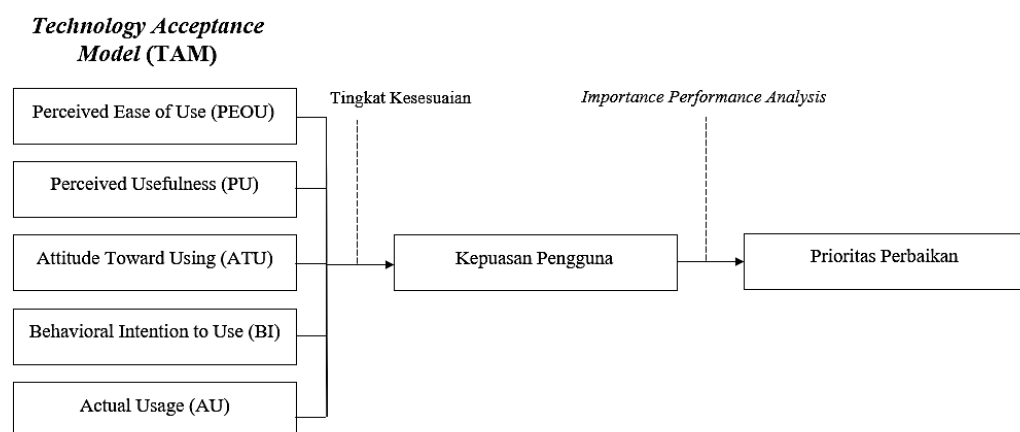 Technology Acceptance
Model (TAM)
Perceived Ease of Use (PEOU)
Perceived Usefulness (PU)
Attitude Toward Using (ATU)
Behavioral Intention to Use (BI)
Actual Usage (AU)
Tingkat Kesesuaian
Kepuasan Pengguna
Importance Performance Analysis
Prioritas Perbaikan